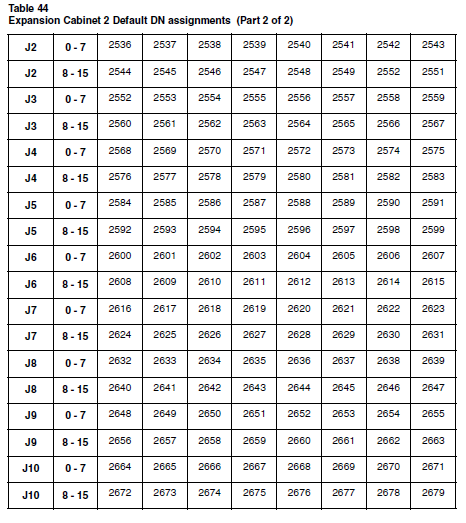 Table 44
Expansion Cabinet 2 Default DN assignments (Part 2 of 2)
J2 0 - 7 2536 2537 2538 2539 2540 2541 2542 2543
J2 8 - 15 2544 2545 2546 2547 2548 2549 2552 2551
J3 0 - 7 2552 2553 2554 2555 2556 2557 2558 2559
J3 8 - 15 2560 2561 2562 2563 2564 2565 2566 2567
J4 0 - 7 2568 2569 2570 2571 2572 2573 2574 2575
J4 8 - 15 2576 2577 2578 2579 2580 2581 2582 2583
J5 0 - 7 2584 2585 2586 2587 2588 2589 2590 2591
J5 8 - 15 2592 2593 2594 2595 2596 2597 2598 2599
J6 0 - 7 2600 2601 2602 2603 2604 2605 2606 2607
J6 8 - 15 2608 2609 2610 2611 2612 2613 2614 2615
J7 0 - 7 2616 2617 2618 2619 2620 2621 2622 2623
J7 8 - 15 2624 2625 2626 2627 2628 2629 2630 2631
J8 0 - 7 2632 2633 2634 2635 2636 2637 2638 2639
J8 8 - 15 2640 2641 2642 2643 2644 2645 2646 2647
J9 0 - 7 2648 2649 2650 2651 2652 2653 2654 2655
J9 8 - 15 2656 2657 2658 2659 2660 2661 2662 2663
J10 0 - 7 2664 2665 2666 2667 2668 2669 2670 2671
J10 8 - 15 2672 2673 2674 2675 2676 2677 2678 2679